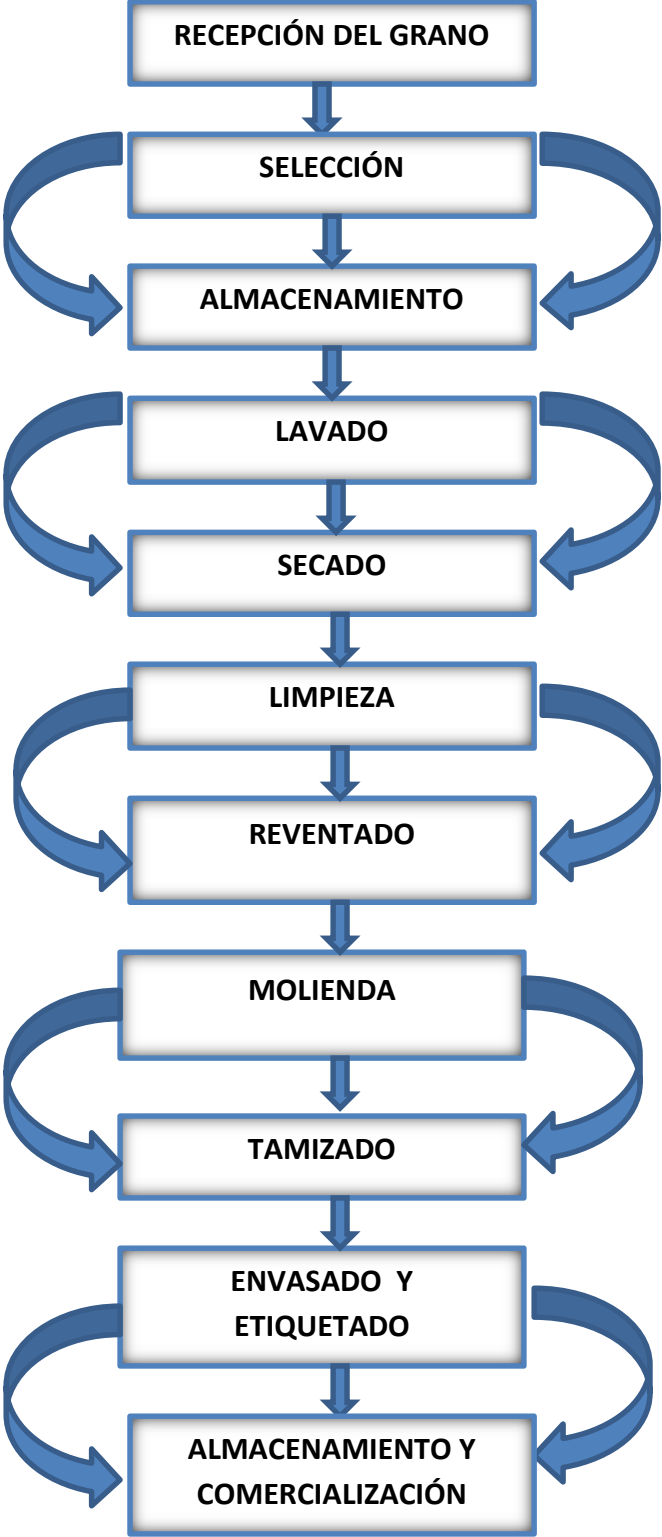 RECEPCIÓN DEL GRANO
SELECCIÓN
ALMACENAMIENTO
LAVADO
SECADO
LIMPIEZA
REVENTADO
MOLIENDA
TAMIZADO
ENVASADO Y
ETIQUETADO
ALMACENAMIENTO Y
COMERCIALIZACIÓN